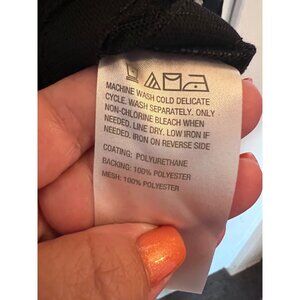 MACHINE WASH COLD DELICATE
CYCLE. WASH SEPARATELY. ONLY
NON-CHLORINE BLEACH WHEN
NEEDED. LINE DRY. LOW IRON IF
NEEDED. IRON ON REVERSE SIDE
COATING: POLYURETHANE
BACKING: 100% POLYESTER
MESH: 100% POLYESTER